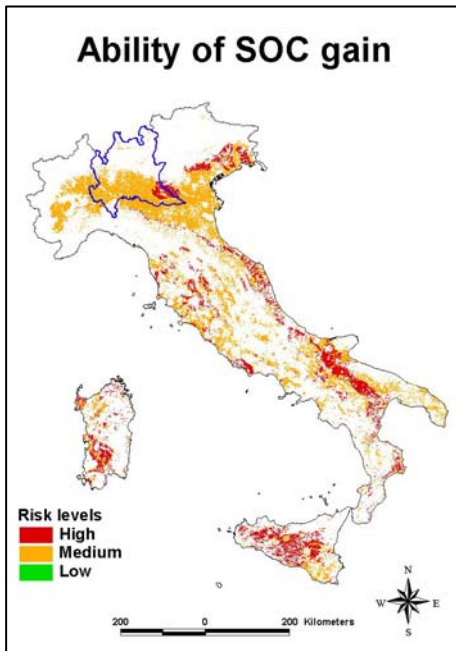 Ability of SOC gain
Risk levels
High
Medium
Low
N
W E
S
200 0 200 Kilometers